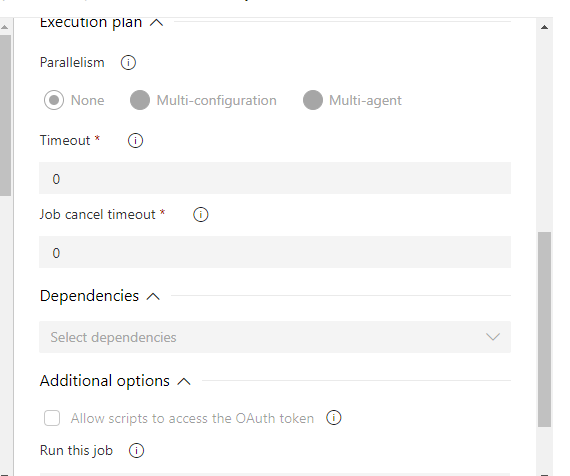 Execution plan
Parallelism
None Multi-configuration Multi-agent
Timeout *
0
Job cancel timeout *
0
Dependencies
Select dependencies
Additional options
Allow scripts to access the OAuth token
Run this job